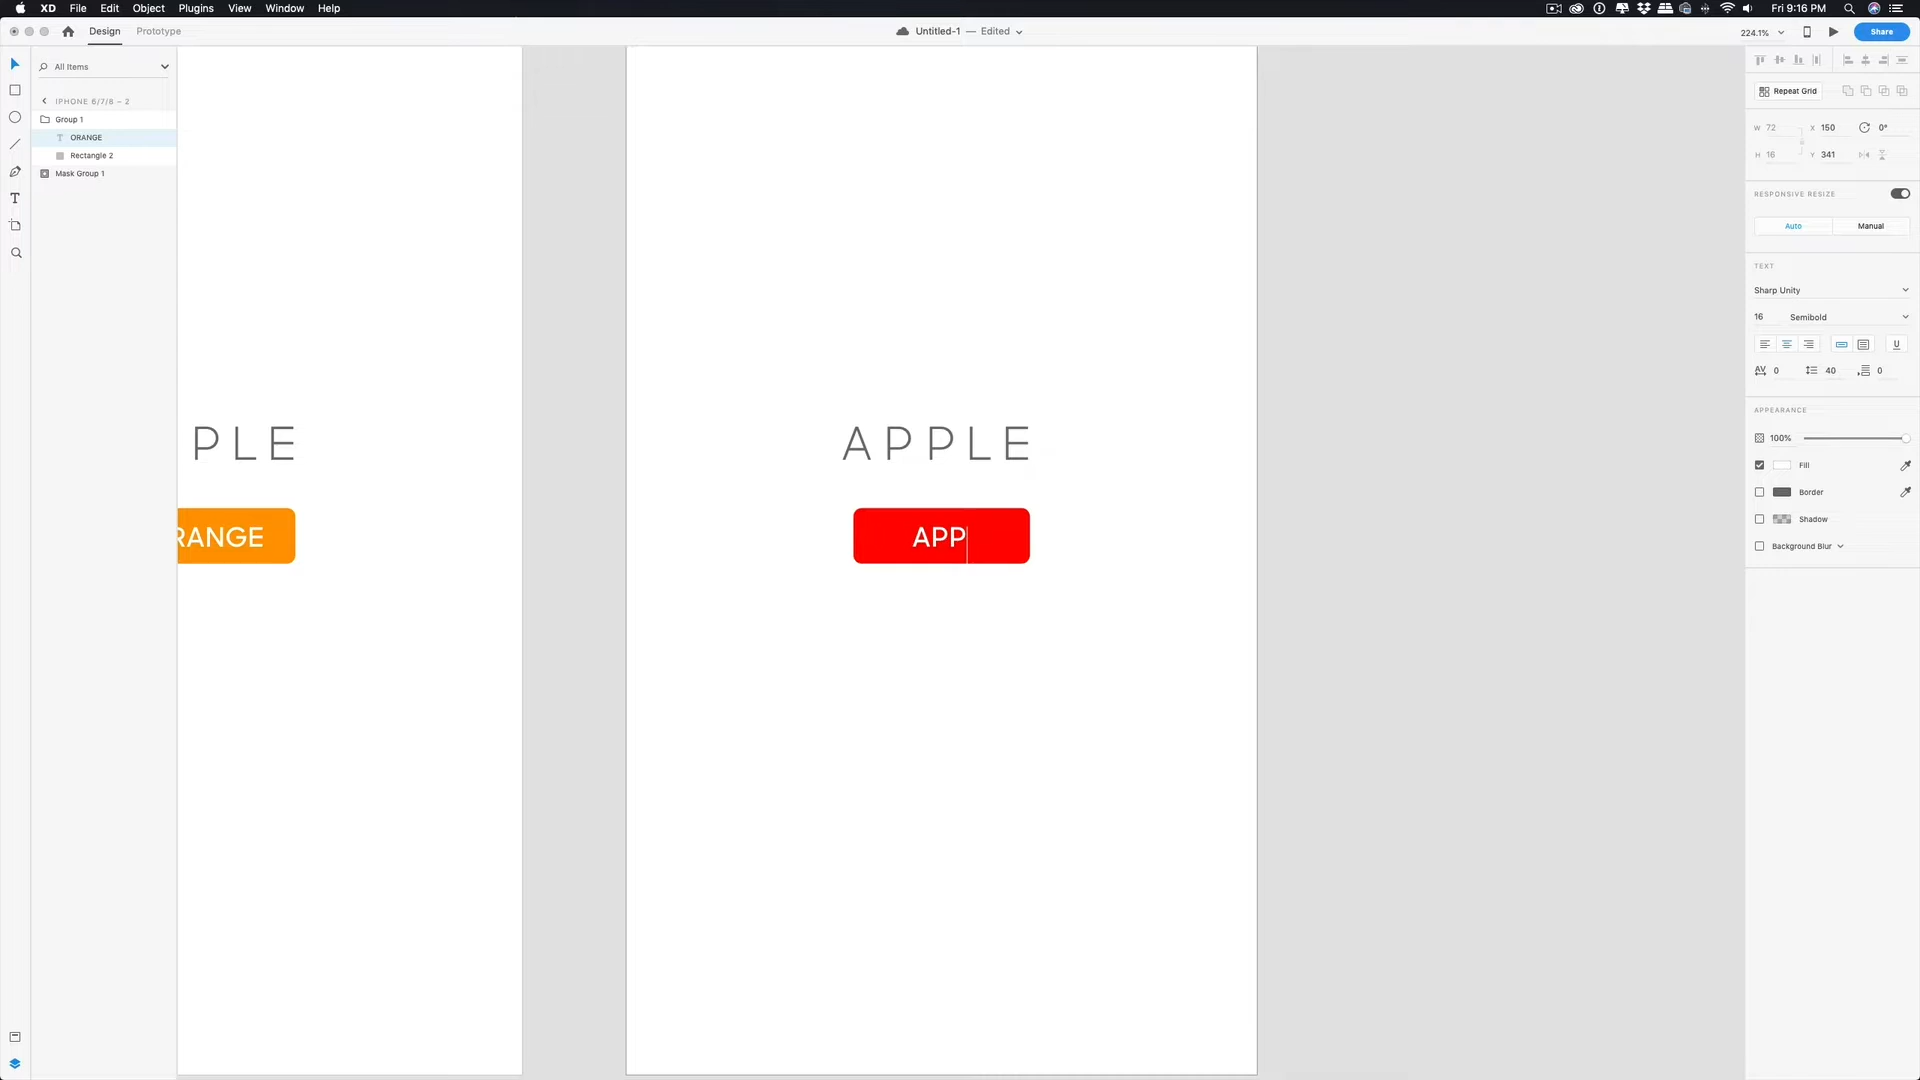 XD File Edit Object Plugins View Window Help
Fri 9:16 PM
Design Prototype
Untitled-1 — Edited
224.1%
Share
All Items
IPHONE 6/7/8 – 2
Group 1
T ORANGE
Rectangle 2
Mask Group 1
T
PLE
RANGE
APPLE
APP
Repeat Grid
W 72 X 150 0°
H 16 Y 341
RESPONSIVE RESIZE
Auto Manual
TEXT
Sharp Unity
16 Semibold
U
AV 0 40 0
APPEARANCE
100%
Fill
Border
Shadow
Background Blur